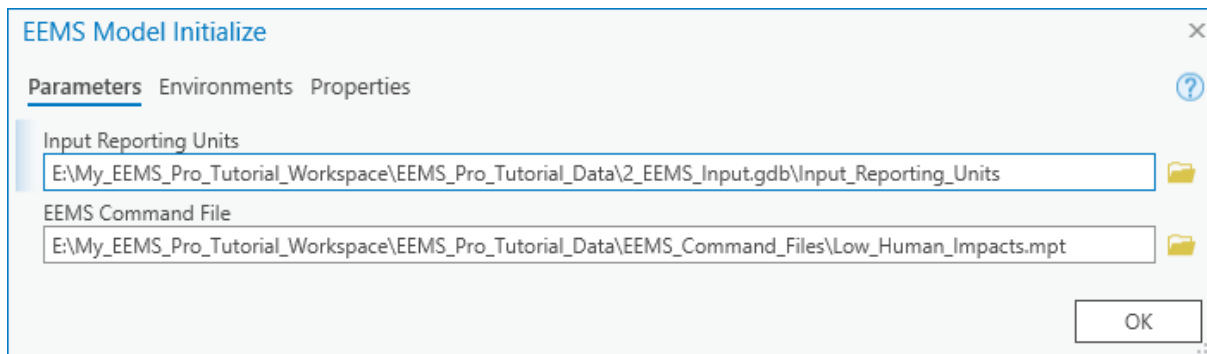 EEMS Model Initialize
Parameters Environments Properties
Input Reporting Units
E:\My_EEMS_Pro_Tutorial_Workspace\EEMS_Pro_Tutorial_Data\2_EEMS_Input.gdb\Input_Reporting_Units
EEMS Command File
E:\My_EEMS_Pro_Tutorial_Workspace\EEMS_Pro_Tutorial_Data\EEMS_Command_Files\Low_Human_Impacts.mpt
OK